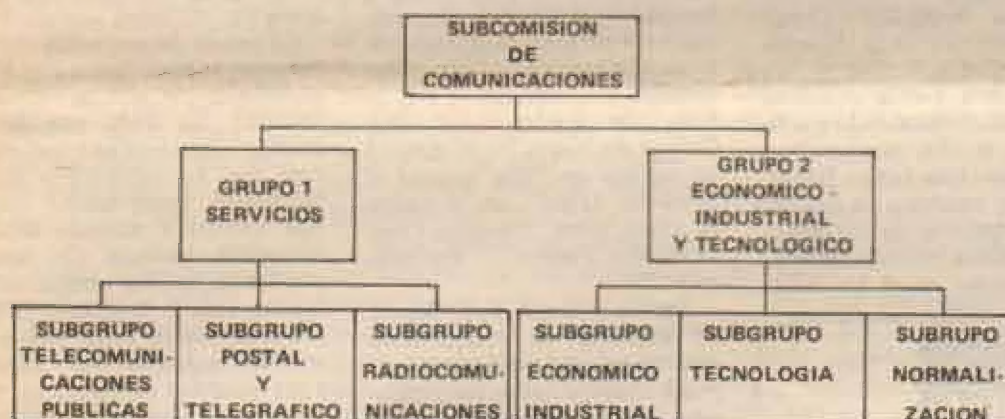 SUBCOMISION
DE
COMUNICACIONES
GRUPO 1
SERVICIOS
GRUPO 2
ECONOMICO -
INDUSTRIAL
Y TECNOLOGICO
SUBGRUPO
TELECOMUNI-
CACIONES
PUBLICAS
SUBGRUPO
POSTAL
Y
TELEGRAFICO
SUBGRUPO
RADIOCOMU-
NICACIONES
SUBGRUPO
ECONOMICO
INDUSTRIAL
SUBGRUPO
TECNOLOGIA
SUBRUPO
NORMALI-
ZACION